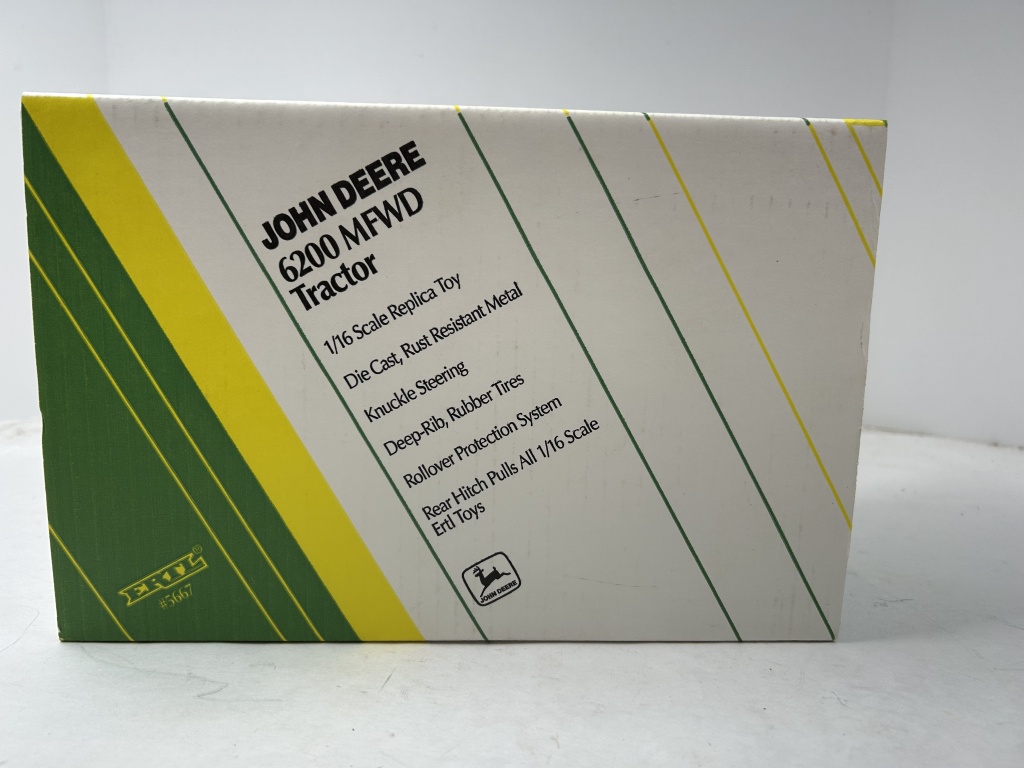 JOHN DEERE
6200 MFWD
Tractor
1/16 Scale Replica Toy
Die Cast, Rust Resistant Metal
Knuckle Steering
Deep-Rib, Rubber Tires
Rollover Protection System
Rear Hitch Pulls All 1/16 Scale
Ertl Toys
JOHN DEERE
ERTL®
#5667